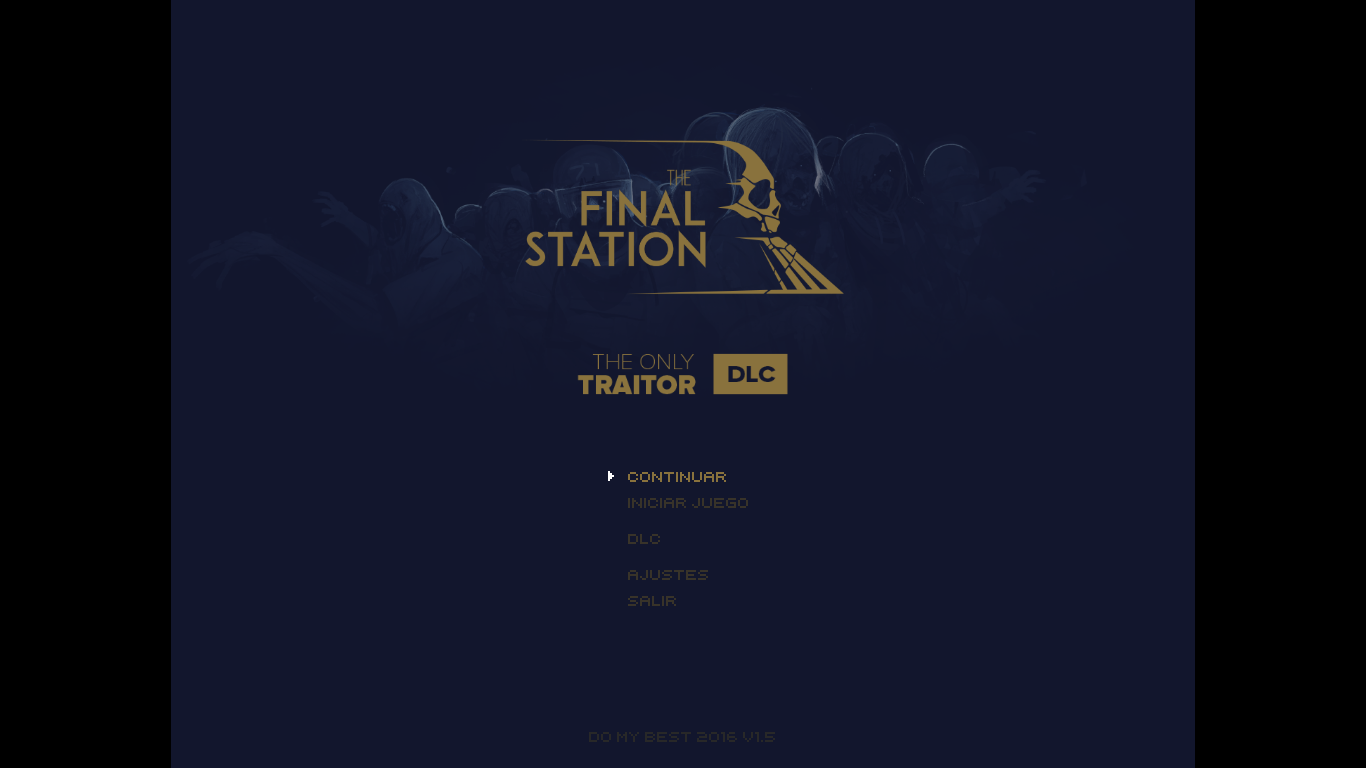 THE
FINAL
STATION
THE ONLY
TRAITOR
DLC
CONTINUAR
INICIAR JUEGO
DLC
AJUSTES
SALIR
DO MY BEST 2016 V1.5